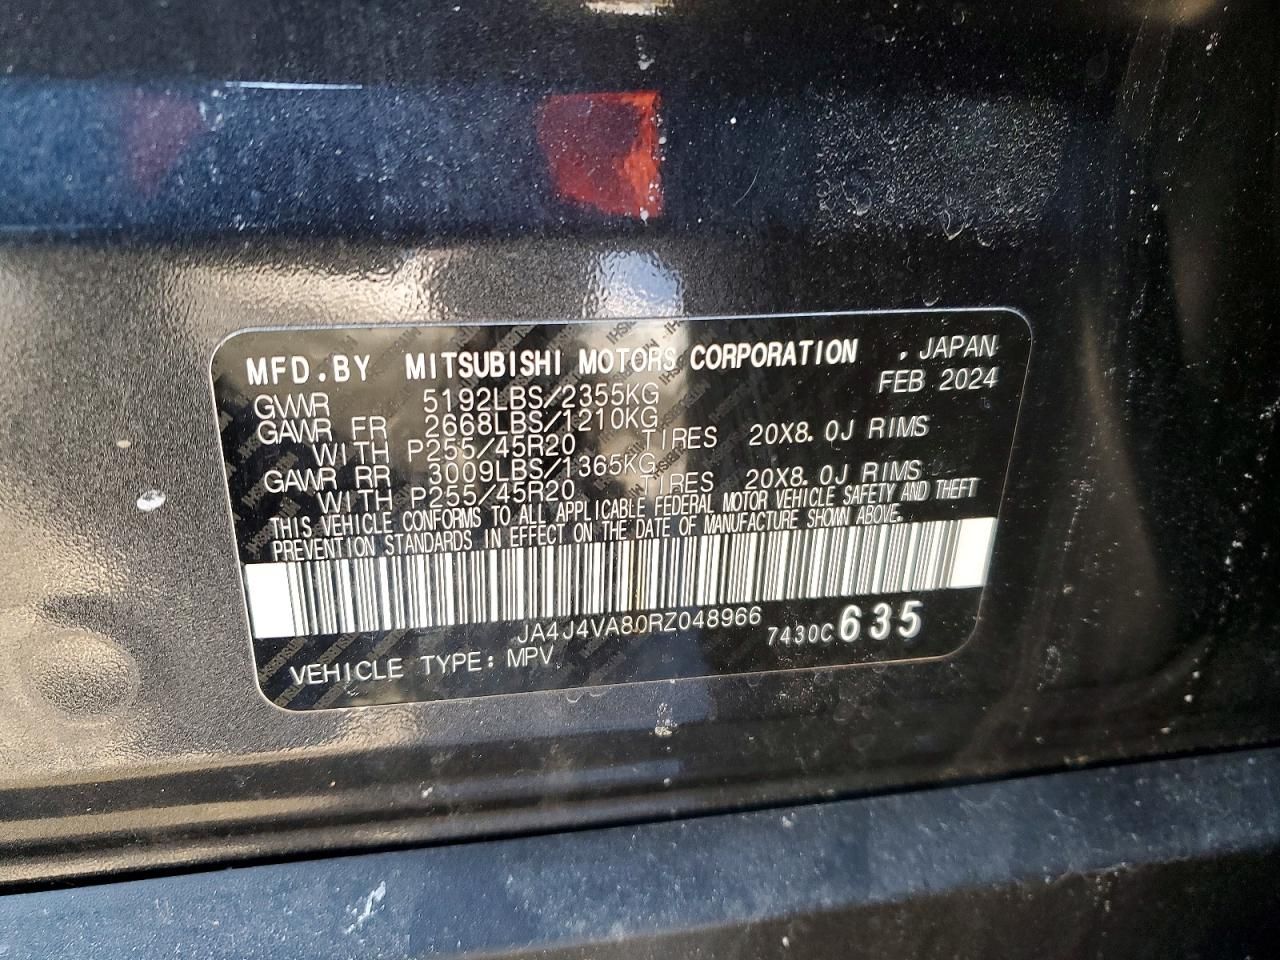 MFD.BY MITSUBISHI MOTORS CORPORATION . JAPAN
FEB 2024
GVWR 5192LBS/2355KG
GAWR FR 2668LBS/1210KG
WITH P255/45R20 TIRES 20X8.0J RIMS
GAWR RR 3009LBS/1365KG
WITH P255/45R20 TIRES 20X8.0J RIMS
THIS VEHICLE CONFORMS TO ALL APPLICABLE FEDERAL MOTOR VEHICLE SAFETY AND THEFT
PREVENTION STANDARDS IN EFFECT ON THE DATE OF MANUFACTURE SHOWN ABOVE.
JA4J4VA80RZ048966 7430C635
VEHICLE TYPE: MPV